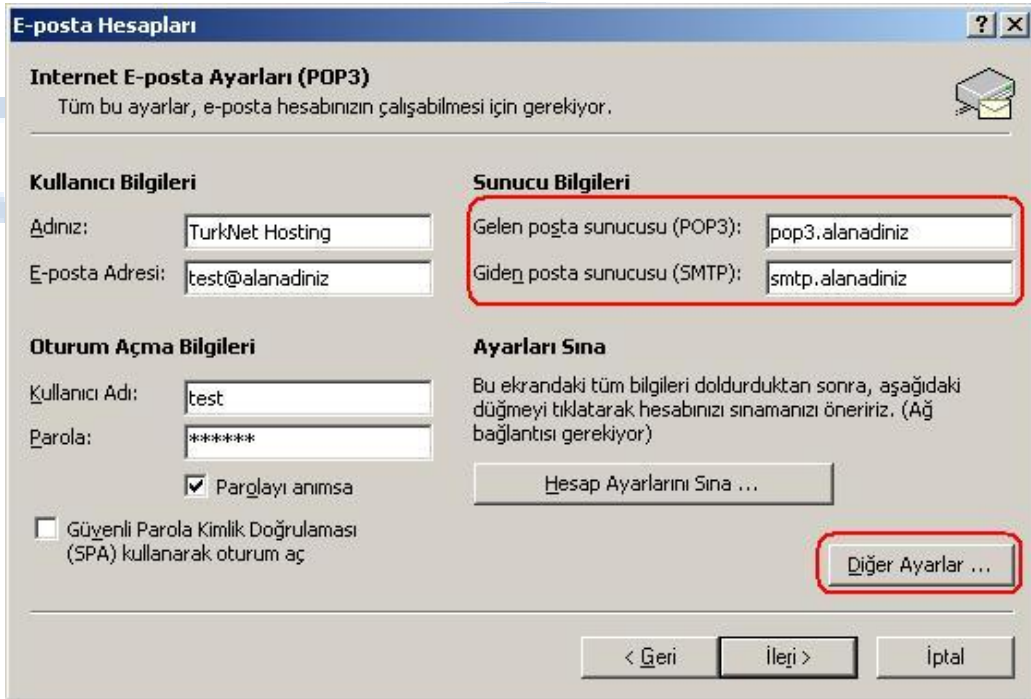 E-posta Hesapları
Internet E-posta Ayarları (POP3)
Tüm bu ayarlar, e-posta hesabınızın çalışabilmesi için gerekiyor.
Kullanıcı Bilgileri
Adınız:
TurkNet Hosting
E-posta Adresi:
test@alanadiniz
Sunucu Bilgileri
Gelen posta sunucusu (POP3):
pop3.alanadiniz
Giden posta sunucusu (SMTP):
smtp.alanadiniz
Oturum Açma Bilgileri
Kullanıcı Adı:
test
Parola:
******
Parolayı anımsa
Güvenli Parola Kimlik Doğrulaması
(SPA) kullanarak oturum aç
Ayarları Sına
Bu ekrandaki tüm bilgileri doldurduktan sonra, aşağıdaki
düğmeyi tıklatarak hesabınızı sınamanızı öneririz. (Ağ
bağlantısı gerekiyor)
Hesap Ayarlarını Sına ...
Diğer Ayarlar ...
< Geri
İleri >
İptal